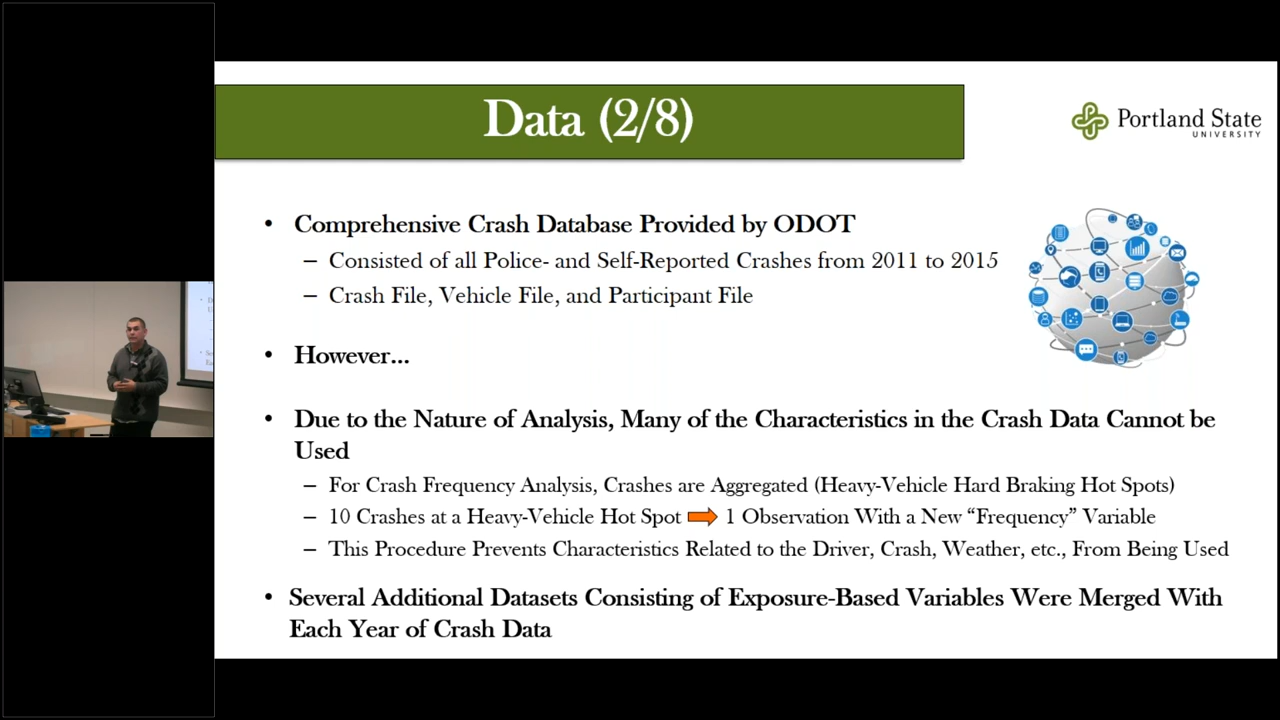 Data (2/8)
Portland State
UNIVERSITY
• Comprehensive Crash Database Provided by ODOT
– Consisted of all Police- and Self-Reported Crashes from 2011 to 2015
– Crash File, Vehicle File, and Participant File
• However...
• Due to the Nature of Analysis, Many of the Characteristics in the Crash Data Cannot be
Used
– For Crash Frequency Analysis, Crashes are Aggregated (Heavy-Vehicle Hard Braking Hot Spots)
– 10 Crashes at a Heavy-Vehicle Hot Spot 1 Observation With a New “Frequency” Variable
– This Procedure Prevents Characteristics Related to the Driver, Crash, Weather, etc., From Being Used
• Several Additional Datasets Consisting of Exposure-Based Variables Were Merged With
Each Year of Crash Data